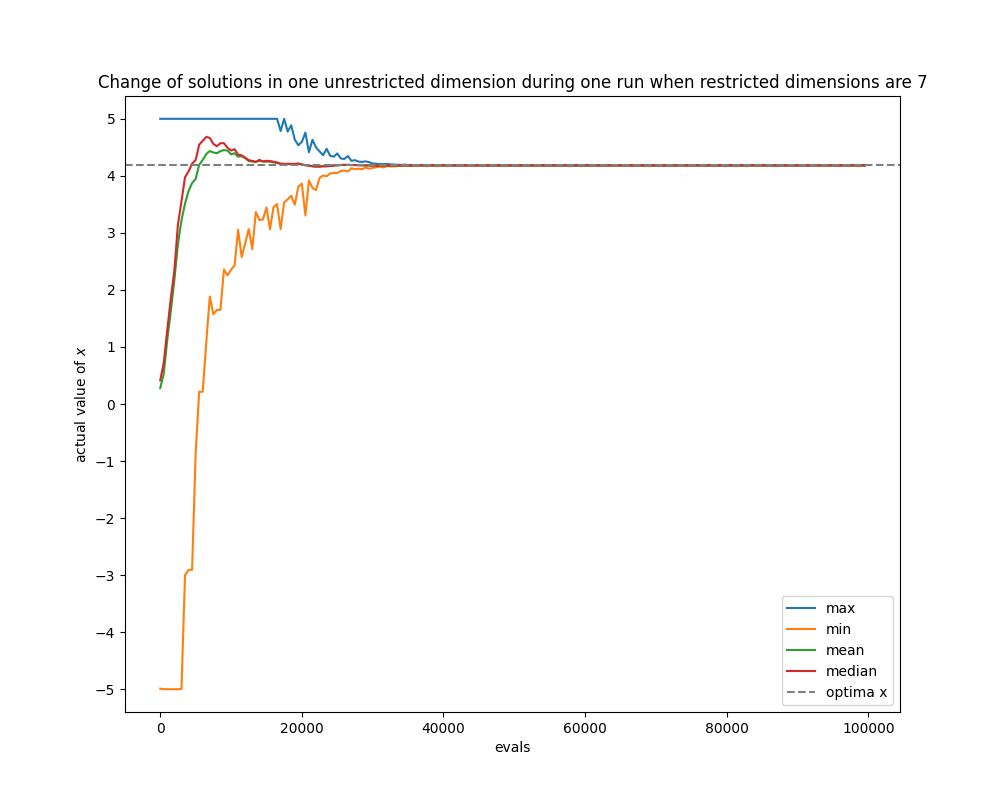 Change of solutions in one unrestricted dimension during one run when restricted dimensions are 7
5
4
3
2
1
0
−1
−2
−3
−4
−5
actual value of x
max
min
mean
median
optima x
0 20000 40000 60000 80000 100000
evals